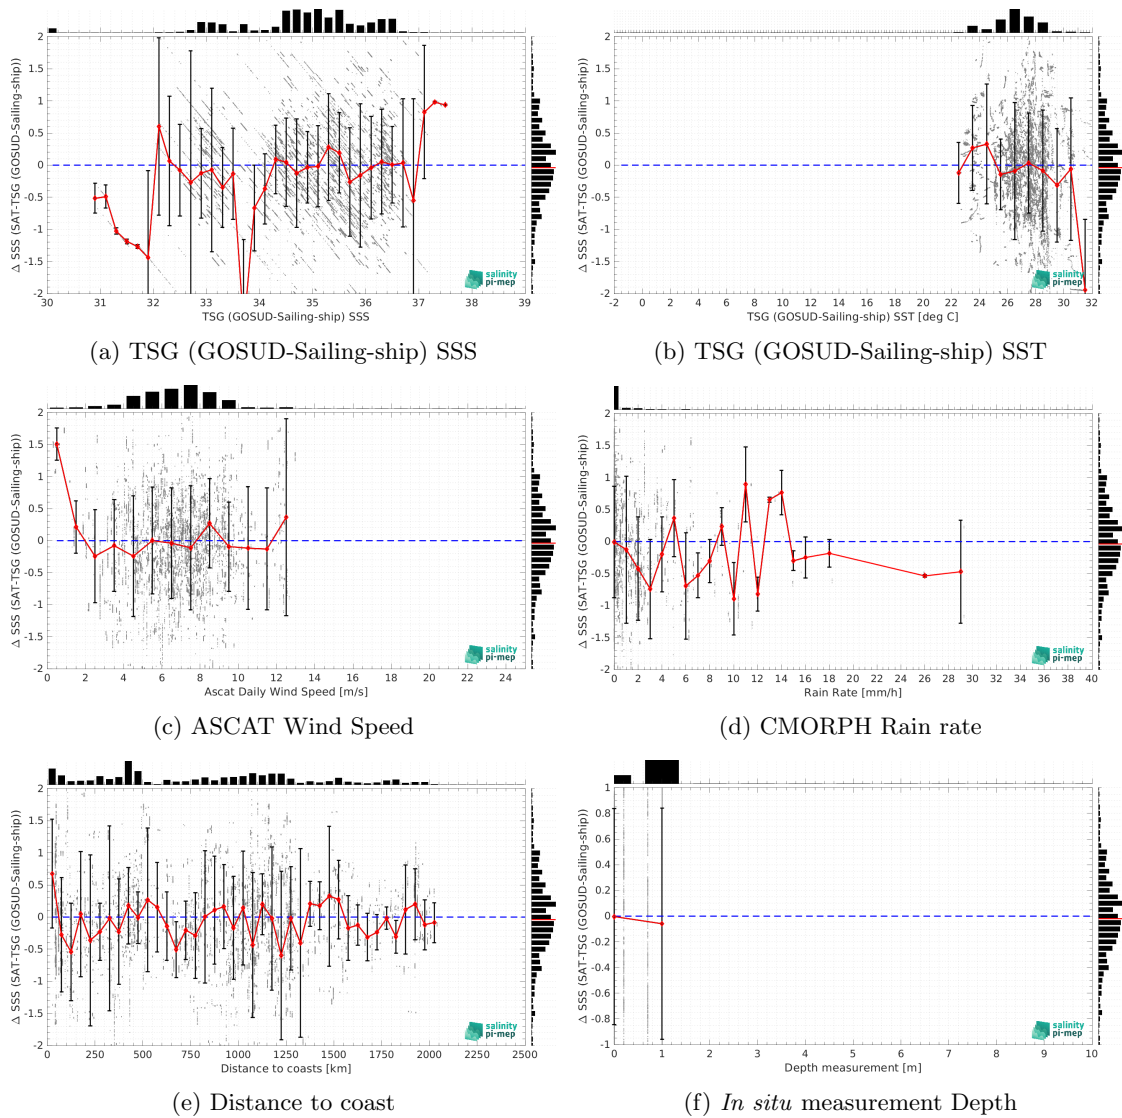 2
1.5
1
0.5
0
-0.5
-1
-1.5
-2
Δ SSS (SAT-TSG (GOSUD-Sailing-ship))
30 31 32 33 34 35 36 37 38 39
TSG (GOSUD-Sailing-ship) SSS
salinity
pi-mep
(a) TSG (GOSUD-Sailing-ship) SSS
2
1.5
1
0.5
0
-0.5
-1
-1.5
-2
Δ SSS (SAT-TSG (GOSUD-Sailing-ship))
-2 0 2 4 6 8 10 12 14 16 18 20 22 24 26 28 30 32
TSG (GOSUD-Sailing-ship) SST [deg C]
salinity
pi-mep
(b) TSG (GOSUD-Sailing-ship) SST
2
1.5
1
0.5
0
-0.5
-1
-1.5
-2
Δ SSS (SAT-TSG (GOSUD-Sailing-ship))
0 2 4 6 8 10 12 14 16 18 20 22 24
Ascat Daily Wind Speed [m/s]
salinity
pi-mep
(c) ASCAT Wind Speed
2
1.5
1
0.5
0
-0.5
-1
-1.5
-2
Δ SSS (SAT-TSG (GOSUD-Sailing-ship))
0 2 4 6 8 10 12 14 16 18 20 22 24 26 28 30 32 34 36 38 40
Rain Rate [mm/h]
salinity
pi-mep
(d) CMORPH Rain rate
2
1.5
1
0.5
0
-0.5
-1
-1.5
-2
Δ SSS (SAT-TSG (GOSUD-Sailing-ship))
0 250 500 750 1000 1250 1500 1750 2000 2250 2500
Distance to coasts [km]
salinity
pi-mep
(e) Distance to coast
1
0.8
0.6
0.4
0.2
0
-0.2
-0.4
-0.6
-0.8
-1
Δ SSS (SAT-TSG (GOSUD-Sailing-ship))
0 1 2 3 4 5 6 7 8 9 10
Depth measurement [m]
salinity
pi-mep
(f) In situ measurement Depth